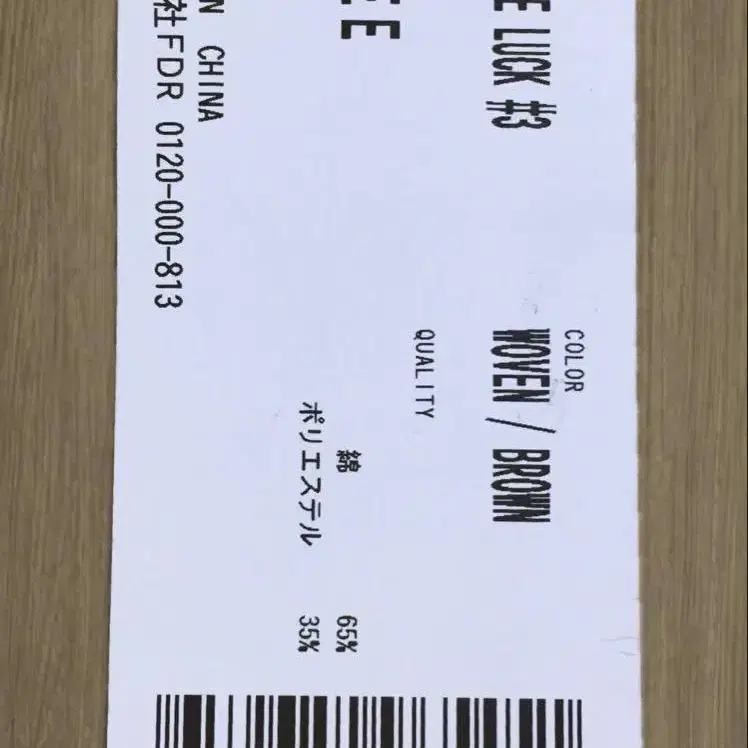 E LUCK #3
COLOR
WOVEN / BROWN
EE
QUALITY
綿 65%
ポリエステル 35%
N CHINA
社FDR 0120-000-813